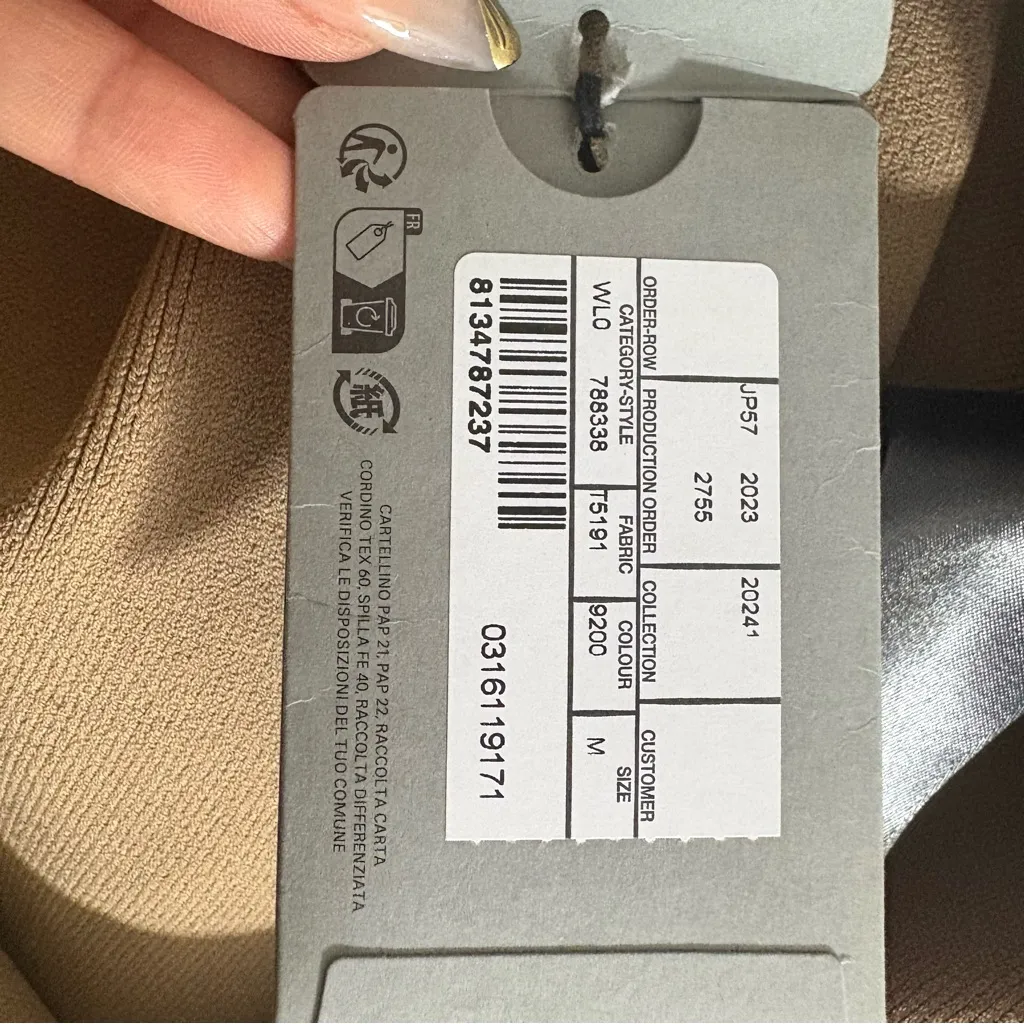 FR
紙
CARTELLINO PAP 21, PAP 22, RACCOLTA CARTA
CORDINO TEX 60, SPILLA FE 40, RACCOLTA DIFFERENZIATA
VERIFICA LE DISPOSIZIONI DEL TUO COMUNE
JP57 2023 20241
2755
ORDER-ROW PRODUCTION ORDER COLLECTION CUSTOMER
CATEGORY-STYLE FABRIC COLOUR SIZE
WLO 788338 T5191 9200 M
8134787237 0316119171